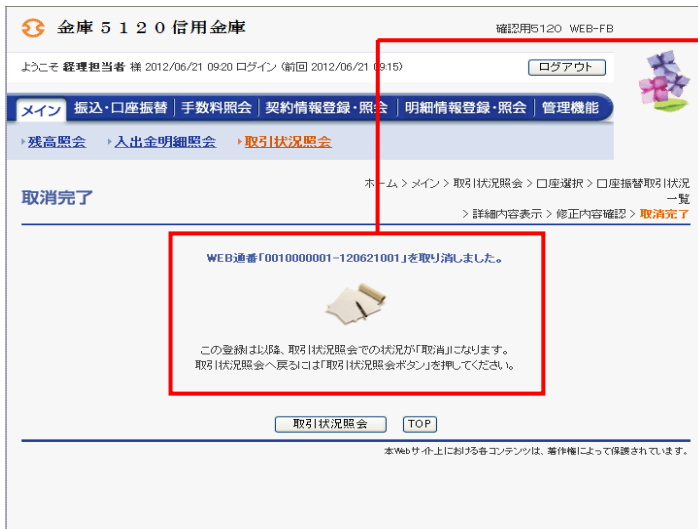 金庫5120信用金庫
確認用5120 WEB-FB
ようこそ 経理担当者 様 2012/06/21 09:20 ログイン (前回 2012/06/21 09:15)
ログアウト
メイン 振込・口座振替 手数料照会 契約情報登録・照会 明細情報登録・照会 管理機能
残高照会 入出金明細照会 取引状況照会
取消完了
ホーム > メイン > 取引状況照会 > 口座選択 > 口座振替取引状況
一覧
> 詳細内容表示 > 修正内容確認 > 取消完了
WEB通番「0010000001-120621001」を取り消しました。
この登録は以降、取引状況照会での状況が「取消」になります。
取引状況照会へ戻るには「取引状況照会ボタン」を押してください。
取引状況照会 TOP
本Webサイト上における各コンテンツは、著作権によって保護されています。